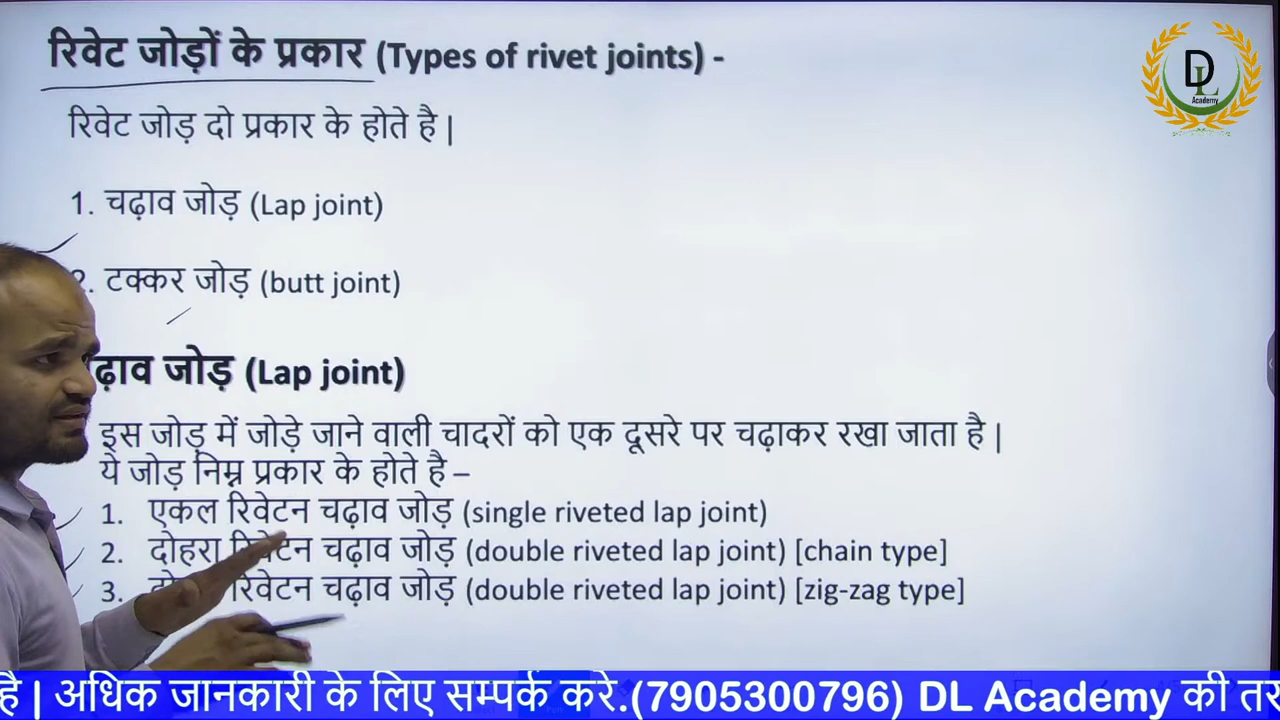 रिवेट जोड़ों के प्रकार (Types of rivet joints) -
DL
Academy
रिवेट जोड़ दो प्रकार के होते है |
1. चढ़ाव जोड़ (Lap joint)
2. टक्कर जोड़ (butt joint)
ढ़ाव जोड़ (Lap joint)
इस जोड़ में जोड़े जाने वाली चादरों को एक दूसरे पर चढ़ाकर रखा जाता है |
ये जोड़ निम्न प्रकार के होते है –
1. एकल रिवेटन चढ़ाव जोड़ (single riveted lap joint)
2. दोहरा रिवेटन चढ़ाव जोड़ (double riveted lap joint) [chain type]
3. रिवेटन चढ़ाव जोड़ (double riveted lap joint) [zig-zag type]
है | अधिक जानकारी के लिए सम्पर्क करे.(7905300796) DL Academy की तर